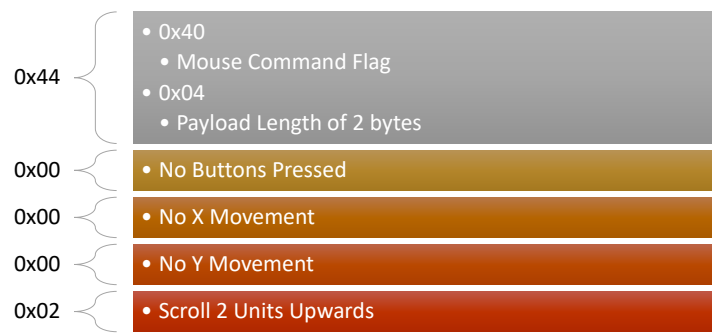 0x44
• 0x40
• Mouse Command Flag
• 0x04
• Payload Length of 2 bytes
0x00
• No Buttons Pressed
0x00
• No X Movement
0x00
• No Y Movement
0x02
• Scroll 2 Units Upwards